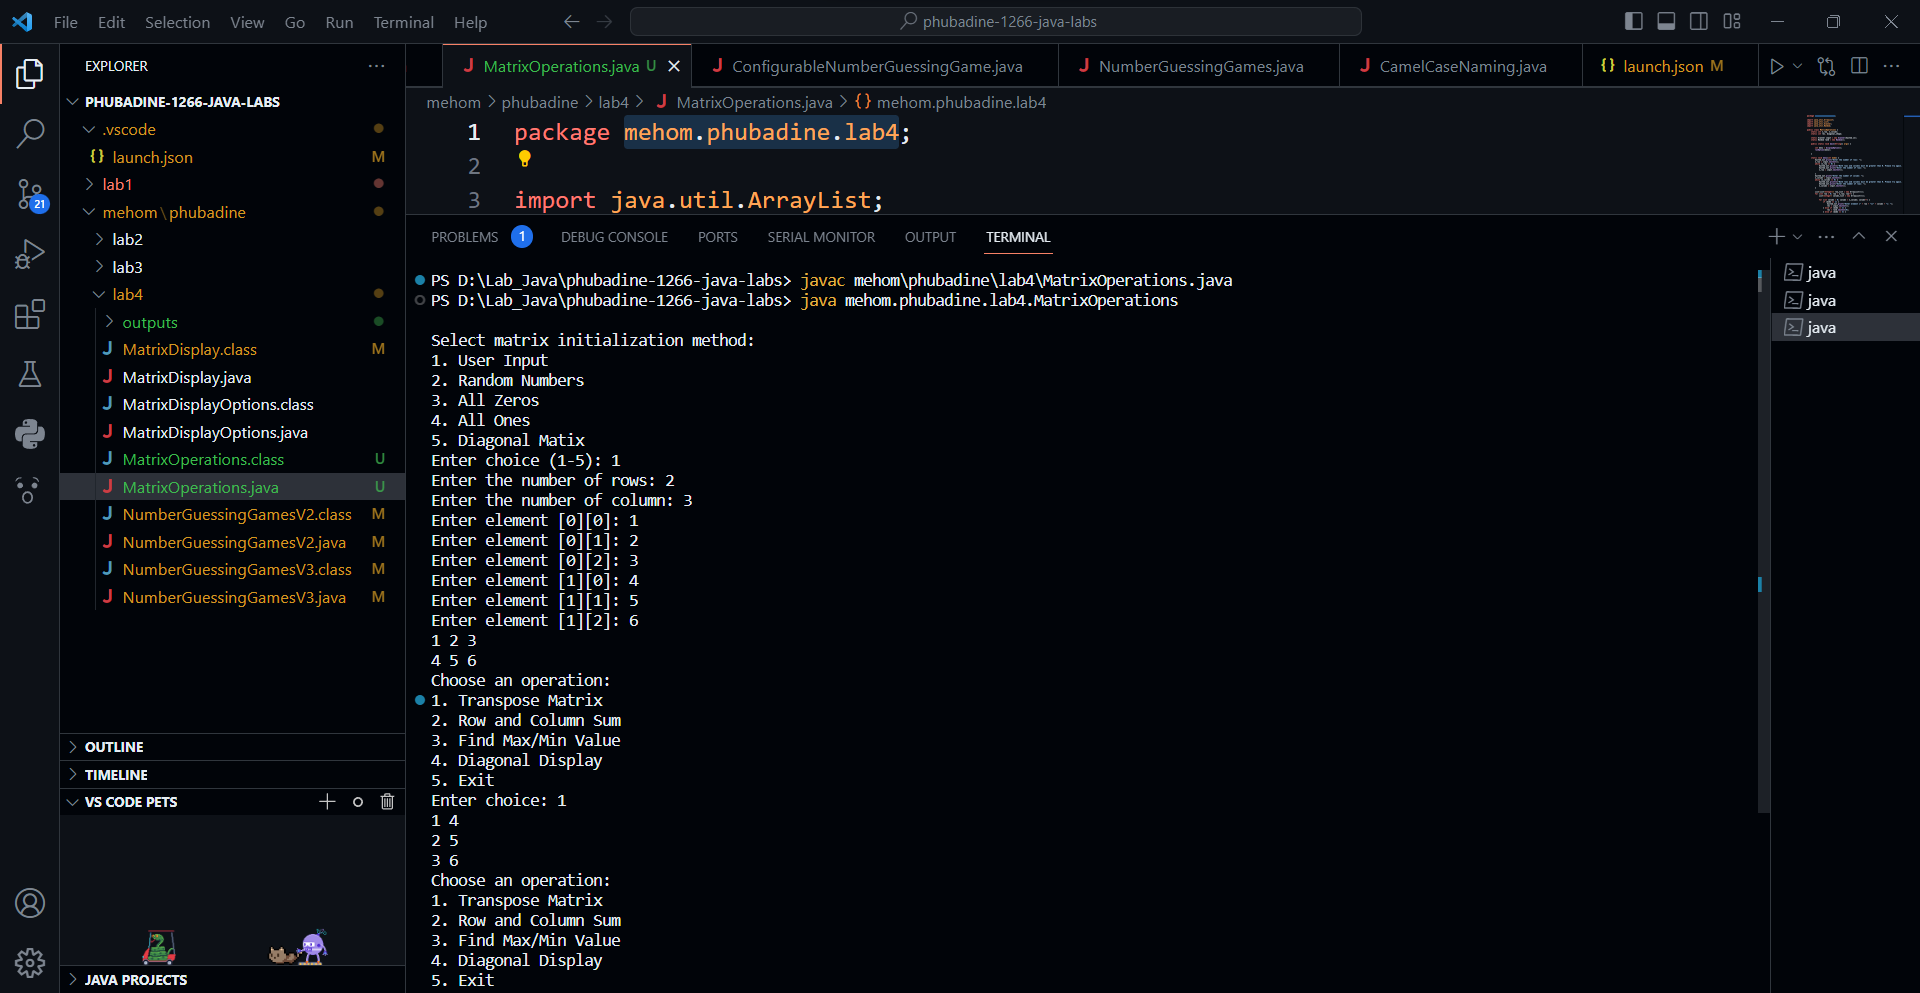 File Edit Selection View Go Run Terminal Help
phubadine-1266-java-labs
EXPLORER
PHUBADINE-1266-JAVA-LABS
.vscode
{} launch.json M
lab1
mehom\phubadine
lab2
lab3
lab4
outputs
J MatrixDisplay.class M
J MatrixDisplay.java
J MatrixDisplayOptions.class
J MatrixDisplayOptions.java
J MatrixOperations.class U
J MatrixOperations.java U
J NumberGuessingGamesV2.class M
J NumberGuessingGamesV2.java M
J NumberGuessingGamesV3.class M
J NumberGuessingGamesV3.java M
OUTLINE
TIMELINE
VS CODE PETS
JAVA PROJECTS
21
J MatrixOperations.java U
J ConfigurableNumberGuessingGame.java
J NumberGuessingGames.java
J CamelCaseNaming.java
{} launch.json M
mehom > phubadine > lab4 > J MatrixOperations.java > {} mehom.phubadine.lab4
1 package mehom.phubadine.lab4;
2
3 import java.util.ArrayList;
PROBLEMS 1 DEBUG CONSOLE PORTS SERIAL MONITOR OUTPUT TERMINAL
PS D:\Lab_Java\phubadine-1266-java-labs> javac mehom\phubadine\lab4\MatrixOperations.java
PS D:\Lab_Java\phubadine-1266-java-labs> java mehom.phubadine.lab4.MatrixOperations
Select matrix initialization method:
1. User Input
2. Random Numbers
3. All Zeros
4. All Ones
5. Diagonal Matix
Enter choice (1-5): 1
Enter the number of rows: 2
Enter the number of column: 3
Enter element [0][0]: 1
Enter element [0][1]: 2
Enter element [0][2]: 3
Enter element [1][0]: 4
Enter element [1][1]: 5
Enter element [1][2]: 6
1 2 3
4 5 6
Choose an operation:
1. Transpose Matrix
2. Row and Column Sum
3. Find Max/Min Value
4. Diagonal Display
5. Exit
Enter choice: 1
1 4
2 5
3 6
Choose an operation:
1. Transpose Matrix
2. Row and Column Sum
3. Find Max/Min Value
4. Diagonal Display
5. Exit
java
java
java